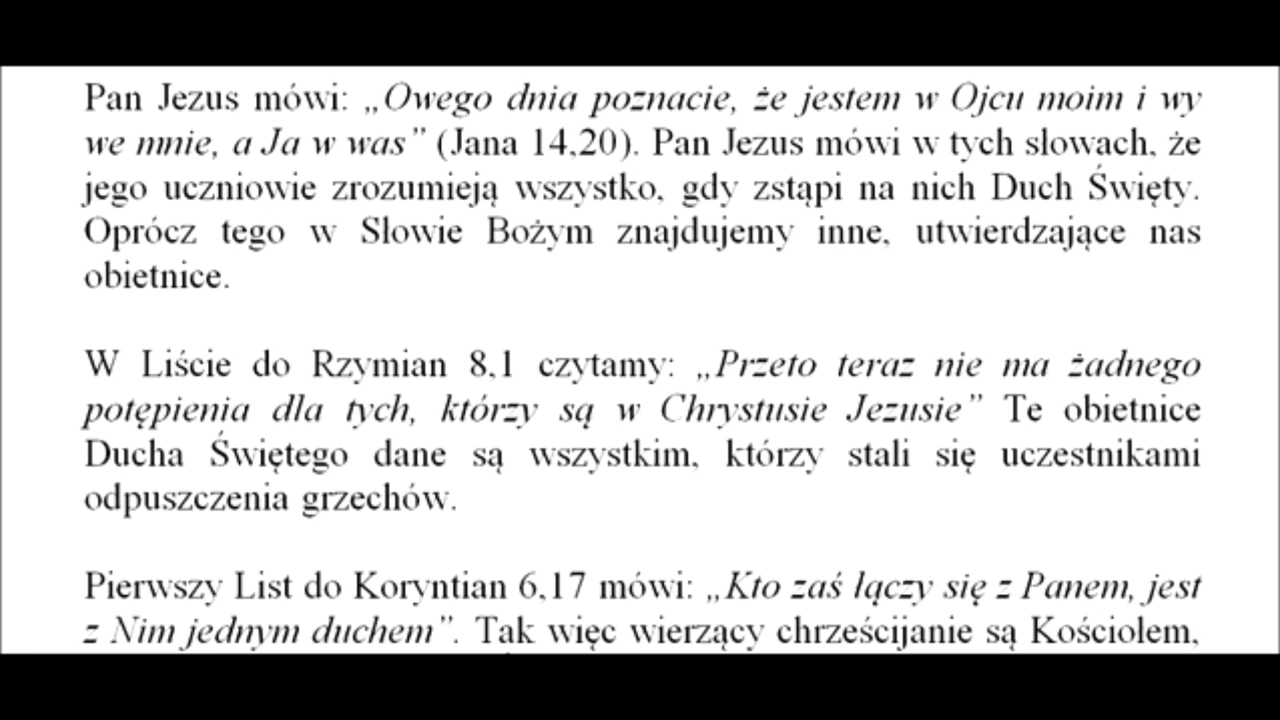 Pan Jezus mówi: „Owego dnia poznacie, że jestem w Ojcu moim i wy
we mnie, a Ja w was” (Jana 14,20). Pan Jezus mówi w tych słowach, że
jego uczniowie zrozumieją wszystko, gdy zstąpi na nich Duch Święty.
Oprócz tego w Słowie Bożym znajdujemy inne, utwierdzające nas
obietnice.
W Liście do Rzymian 8,1 czytamy: „Przeto teraz nie ma żadnego
potępienia dla tych, którzy są w Chrystusie Jezusie” Te obietnice
Ducha Świętego dane są wszystkim, którzy stali się uczestnikami
odpuszczenia grzechów.
Pierwszy List do Koryntian 6,17 mówi: „Kto zaś łączy się z Panem, jest
z Nim jednym duchem”. Tak więc wierzący chrześcijanie są Kościołem,